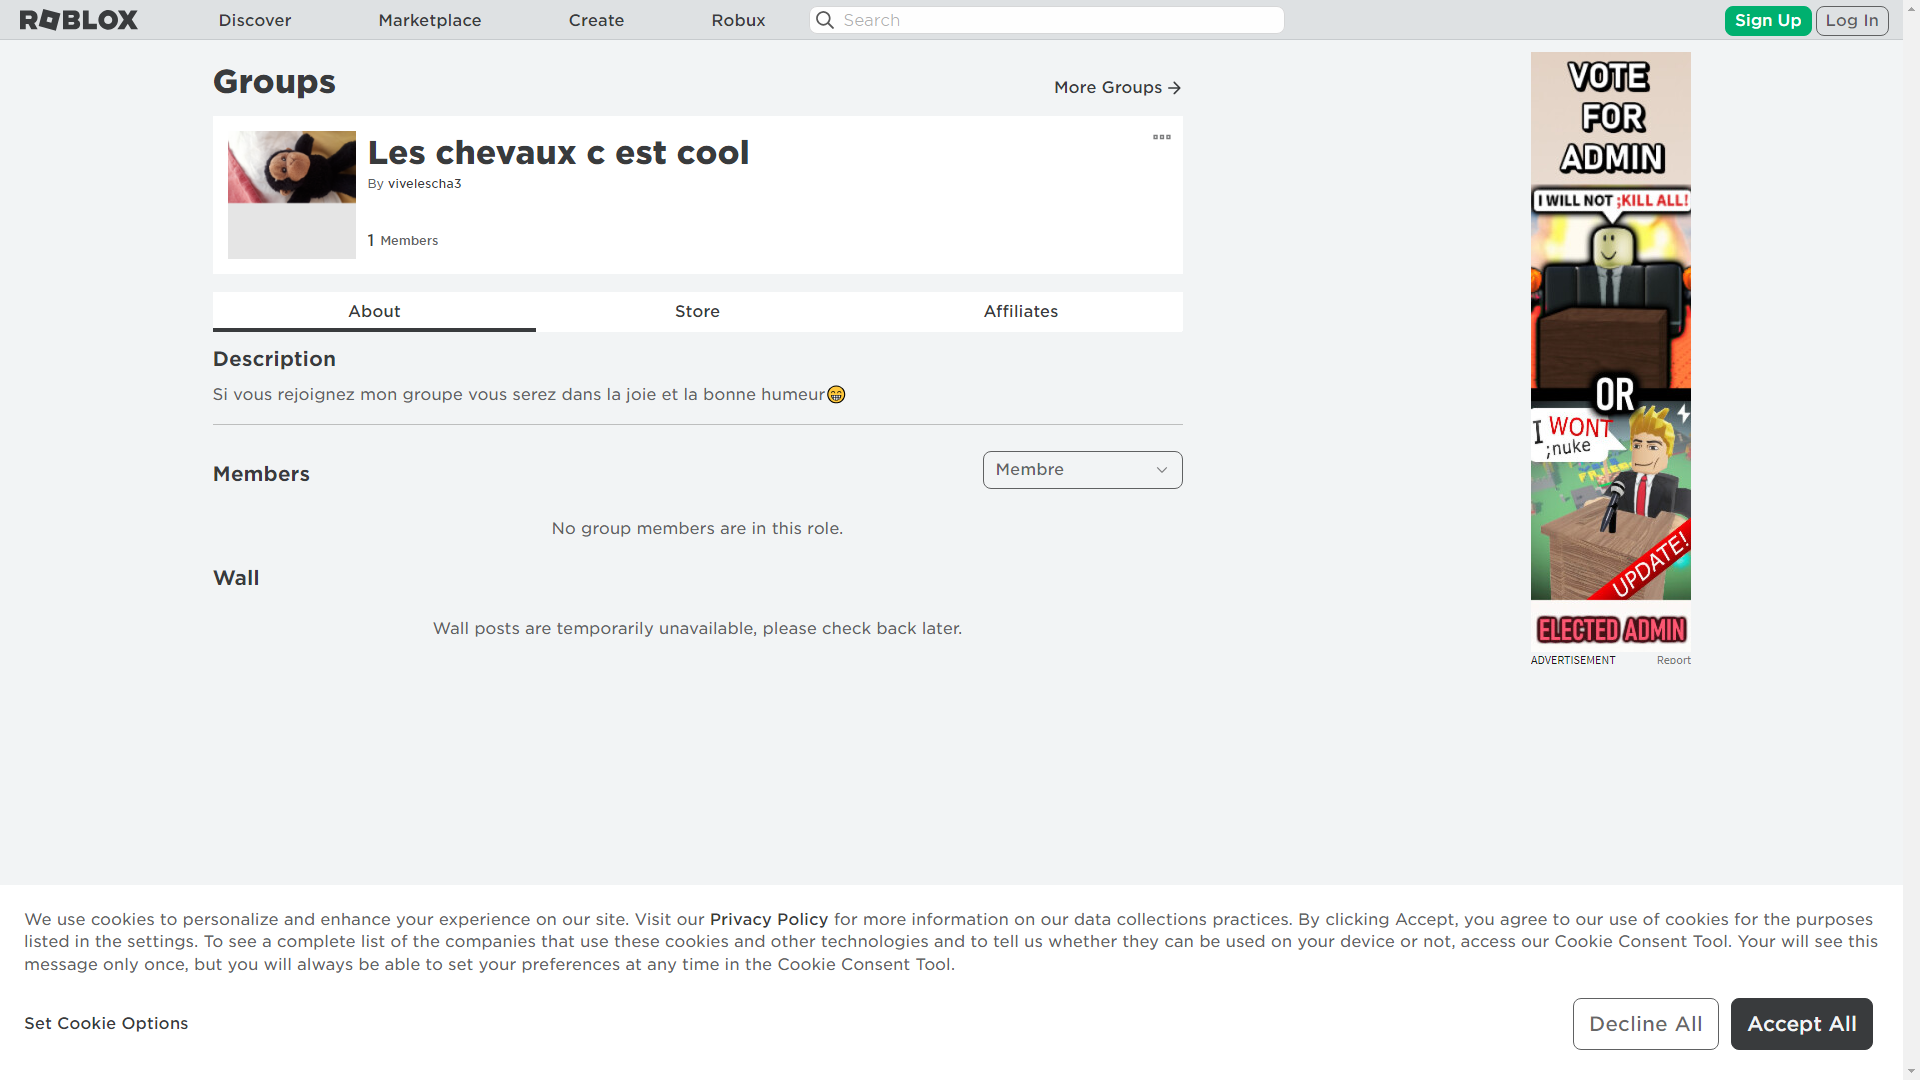 ROBLOX
Discover
Marketplace
Create
Robux
Search
Sign Up
Log In
Groups
More Groups
Les chevaux c est cool
By vivelescha3
1 Members
About
Store
Affiliates
Description
Si vous rejoignez mon groupe vous serez dans la joie et la bonne humeur😁
Members
Membre
No group members are in this role.
Wall
Wall posts are temporarily unavailable, please check back later.
VOTE
FOR
ADMIN
I WILL NOT ;KILL ALL!
OR
I WONT
;nuke
UPDATE!
ELECTED ADMIN
ADVERTISEMENT
Report
We use cookies to personalize and enhance your experience on our site. Visit our Privacy Policy for more information on our data collections practices. By clicking Accept, you agree to our use of cookies for the purposes
listed in the settings. To see a complete list of the companies that use these cookies and other technologies and to tell us whether they can be used on your device or not, access our Cookie Consent Tool. Your will see this
message only once, but you will always be able to set your preferences at any time in the Cookie Consent Tool.
Set Cookie Options
Decline All
Accept All